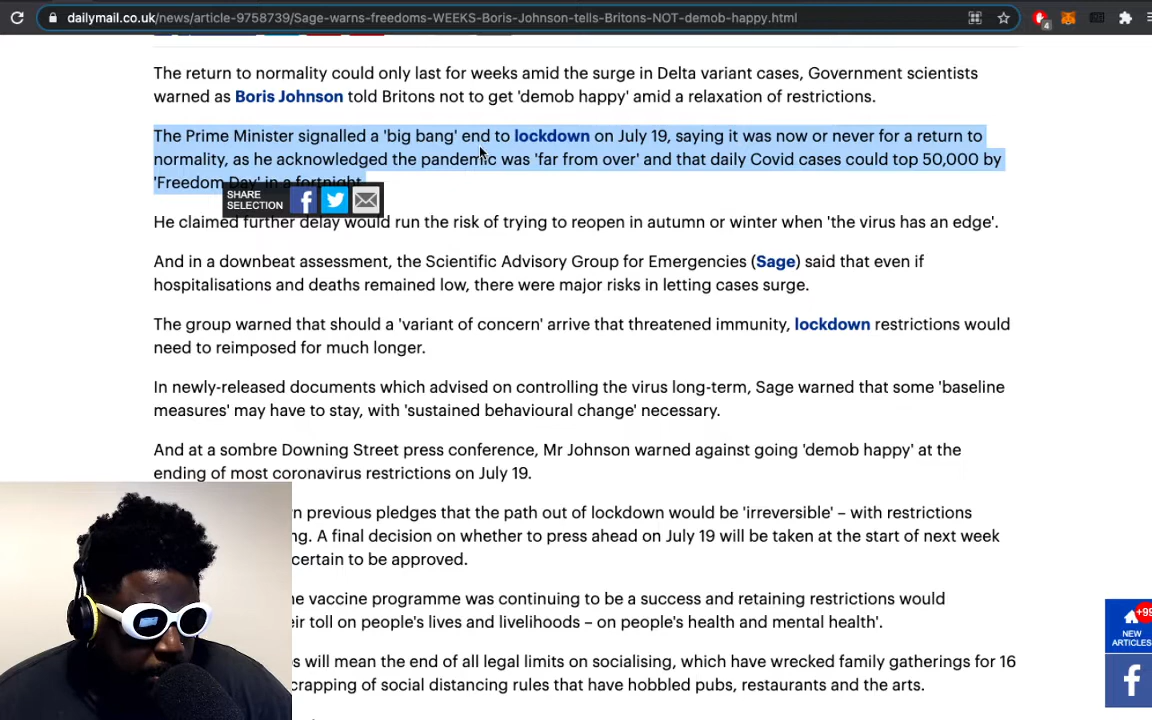 dailymail.co.uk/news/article-9758739/Sage-warns-freedoms-WEEKS-Boris-Johnson-tells-Britons-NOT-demob-happy.html
4
The return to normality could only last for weeks amid the surge in Delta variant cases, Government scientists
warned as Boris Johnson told Britons not to get 'demob happy' amid a relaxation of restrictions.
The Prime Minister signalled a 'big bang' end to lockdown on July 19, saying it was now or never for a return to
normality, as he acknowledged the pandemic was 'far from over' and that daily Covid cases could top 50,000 by
'Freedom Day' in a fortnight.
SHARE
SELECTION
He claimed further delay would run the risk of trying to reopen in autumn or winter when 'the virus has an edge'.
And in a downbeat assessment, the Scientific Advisory Group for Emergencies (Sage) said that even if
hospitalisations and deaths remained low, there were major risks in letting cases surge.
The group warned that should a 'variant of concern' arrive that threatened immunity, lockdown restrictions would
need to reimposed for much longer.
In newly-released documents which advised on controlling the virus long-term, Sage warned that some 'baseline
measures' may have to stay, with 'sustained behavioural change' necessary.
And at a sombre Downing Street press conference, Mr Johnson warned against going 'demob happy' at the
ending of most coronavirus restrictions on July 19.
previous pledges that the path out of lockdown would be 'irreversible' – with restrictions
A final decision on whether to press ahead on July 19 will be taken at the start of next week
certain to be approved.
vaccine programme was continuing to be a success and retaining restrictions would
toll on people's lives and livelihoods – on people's health and mental health'.
will mean the end of all legal limits on socialising, which have wrecked family gatherings for 16
of social distancing rules that have hobbled pubs, restaurants and the arts.
+99
NEW
ARTICLES